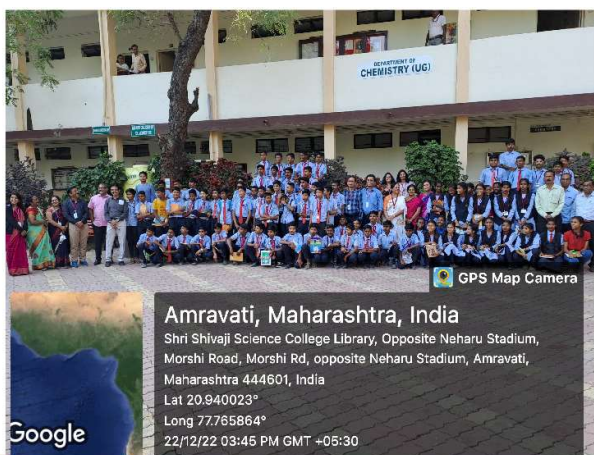 DEPARTMENT OF
CHEMISTRY (UG)
GPS Map Camera
Amravati, Maharashtra, India
Shri Shivaji Science College Library, Opposite Neharu Stadium,
Morshi Road, Morshi Rd, opposite Neharu Stadium, Amravati,
Maharashtra 444601, India
Lat 20.940023°
Long 77.765864°
22/12/22 03:45 PM GMT +05:30
Google